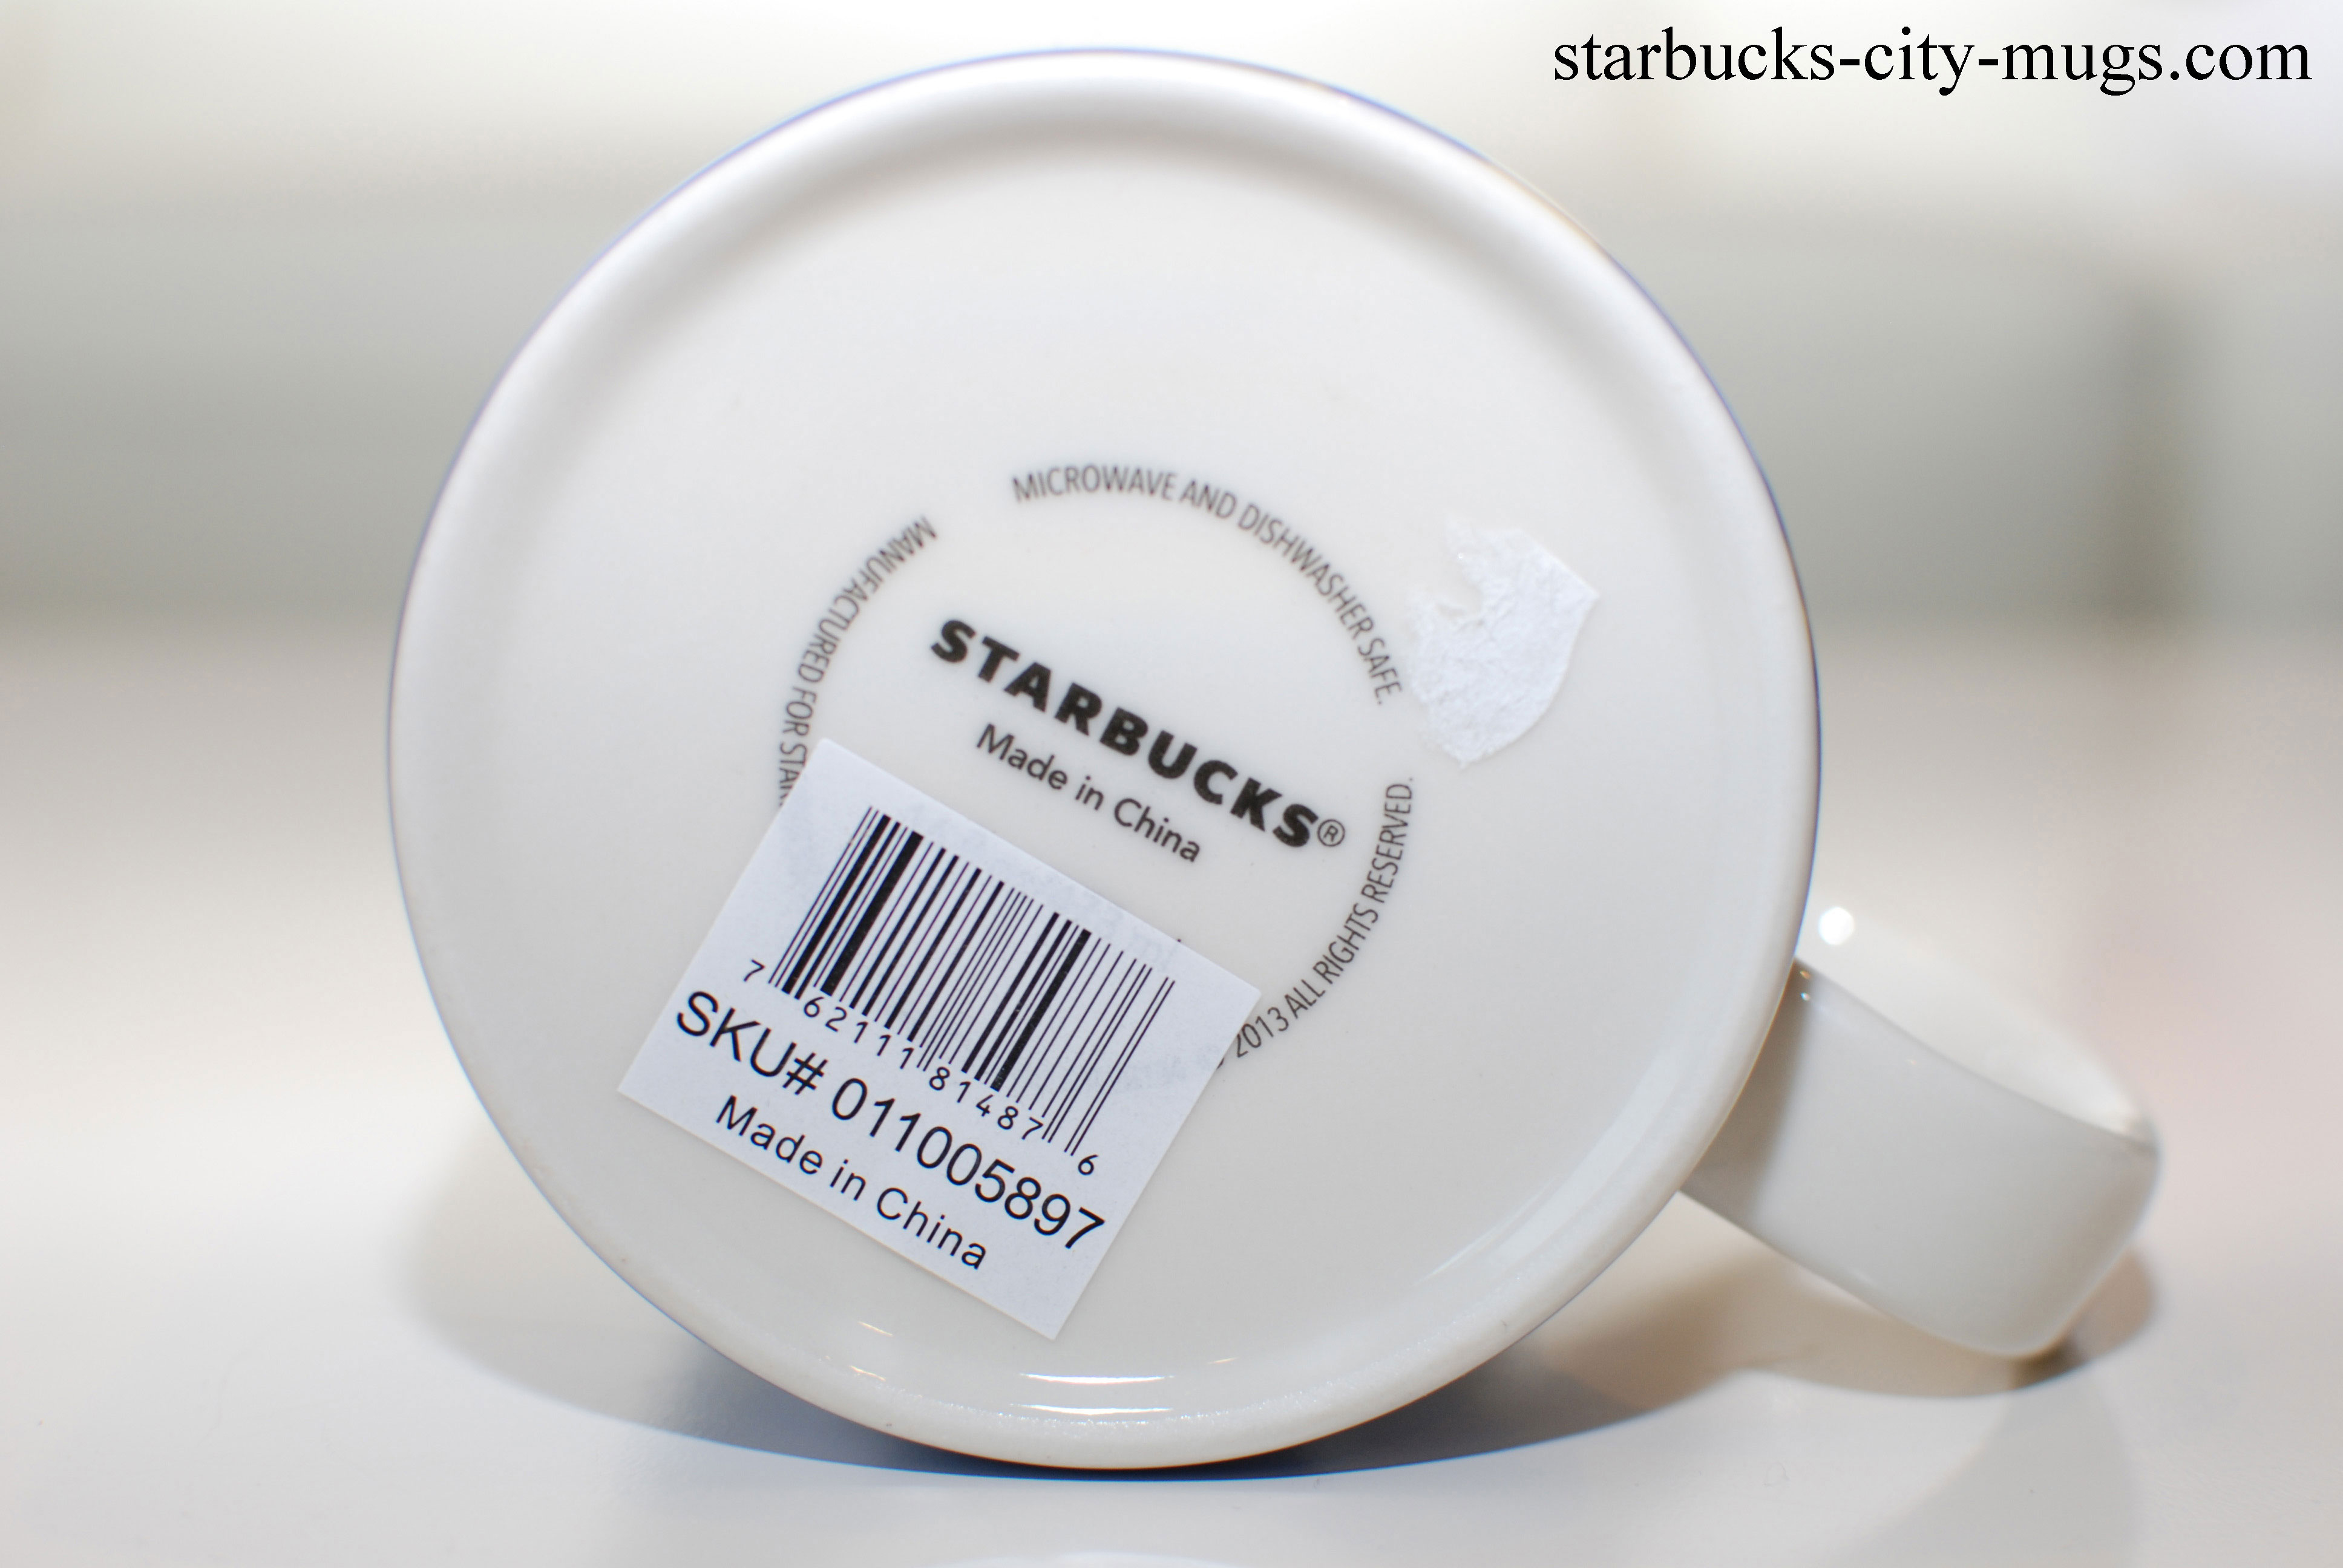 starbucks-city-mugs.com
MICROWAVE AND DISHWASHER SAFE.
MANUFACTURED FOR
STARBUCKS®
Made in China
2013 ALL RIGHTS RESERVED.
7 62111 81487 6
SKU# 011005897
Made in China